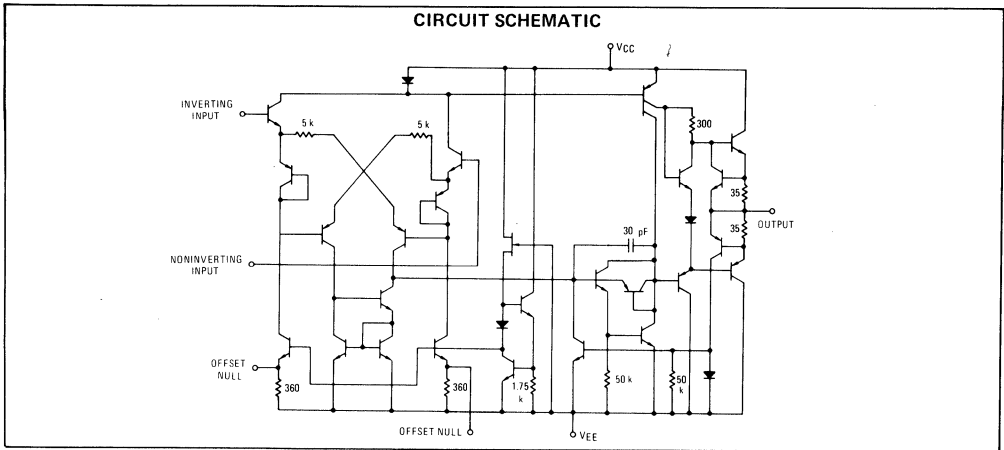 CIRCUIT SCHEMATIC
VCC
INVERTING
INPUT
5 k
5 k
300
35
OUTPUT
35
30 pF
NONINVERTING
INPUT
OFFSET
NULL
360
360
1.75
k
50 k
50
k
OFFSET NULL
VEE